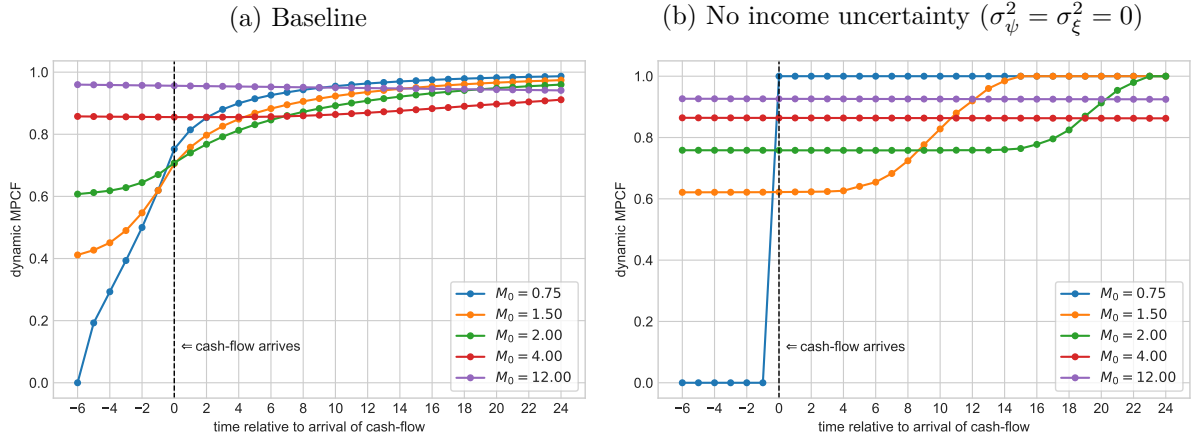 (a) Baseline
1.0
0.8
0.6
0.4
0.2
0.0
dynamic MPCF
⇐ cash-flow arrives
M₀ = 0.75
M₀ = 1.50
M₀ = 2.00
M₀ = 4.00
M₀ = 12.00
−6 −4 −2 0 2 4 6 8 10 12 14 16 18 20 22 24
time relative to arrival of cash-flow
(b) No income uncertainty (σ²_ψ = σ²_ξ = 0)
1.0
0.8
0.6
0.4
0.2
0.0
dynamic MPCF
⇐ cash-flow arrives
M₀ = 0.75
M₀ = 1.50
M₀ = 2.00
M₀ = 4.00
M₀ = 12.00
−6 −4 −2 0 2 4 6 8 10 12 14 16 18 20 22 24
time relative to arrival of cash-flow